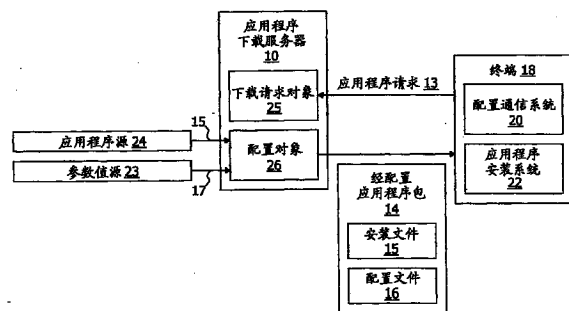 应用程序
下载服务器
10
下载请求对象
25
配置对象
26
应用程序请求 13
终端 18
配置通信系统
20
应用程序
安装系统
22
15
应用程序源 24
参数值源 23
17
经配置
应用程序包
14
安装文件
15
配置文件
16